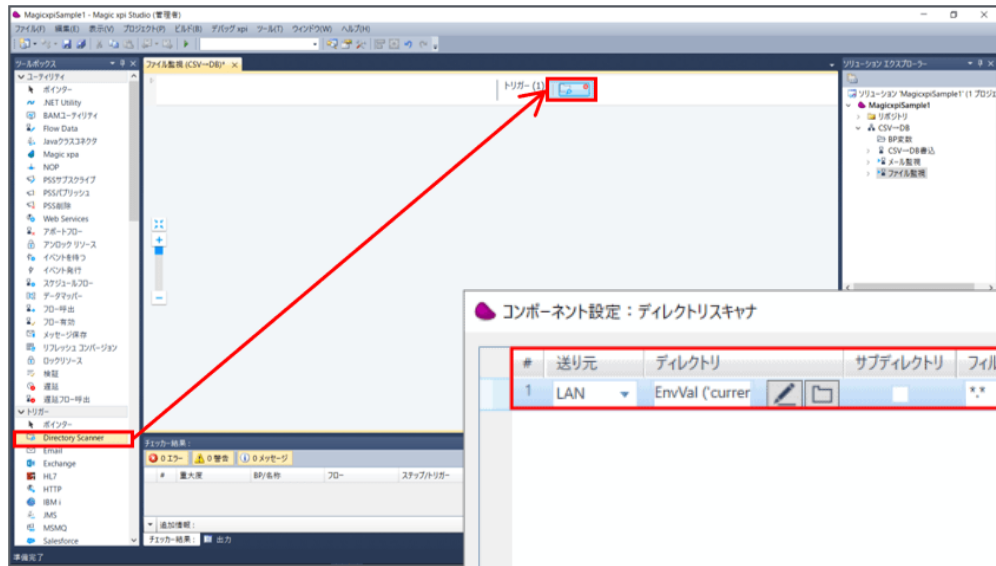 MagicxpiSample1 - Magic xpi Studio (管理者)
ファイル(F) 編集(E) 表示(V) プロジェクト(P) ビルド(B) デバッグ xpi ツール(T) ウィンドウ(W) ヘルプ(H)
ツールボックス
ユーティリティ
ポインター
.NET Utility
BAMユーティリティ
Flow Data
Javaクラスコネクタ
Magic xpa
NOP
PSSサブスクライブ
PSSパブリッシュ
PSS削除
Web Services
アボートフロー
アンロック リソース
イベントを待つ
イベント発行
スケジュールフロー
データマッパー
フロー呼出
フロー有効
メッセージ保存
リフレッシュ コンバージョン
ロックリソース
検証
遅延
遅延フロー呼出
トリガー
ポインター
Directory Scanner
Email
Exchange
HL7
HTTP
IBM i
JMS
MSMQ
Salesforce
準備完了
ファイル監視 (CSV→DB)*
トリガー (1)
チェッカー結果 :
0 エラー 0 警告 0 メッセージ
# 重大度 BP/名称 フロー ステップ/トリガー
追加情報 :
チェッカー結果 : 出力
ソリューション エクスプローラー
ソリューション 'MagicxpiSample1' (1 プロジェ
MagicxpiSample1
リポジトリ
CSV→DB
BP変数
CSV→DB書込
メール監視
ファイル監視
コンポーネント設定：ディレクトリスキャナ
# 送り元 ディレクトリ サブディレクトリ フィル
1 LAN EnvVal ('currer *.*